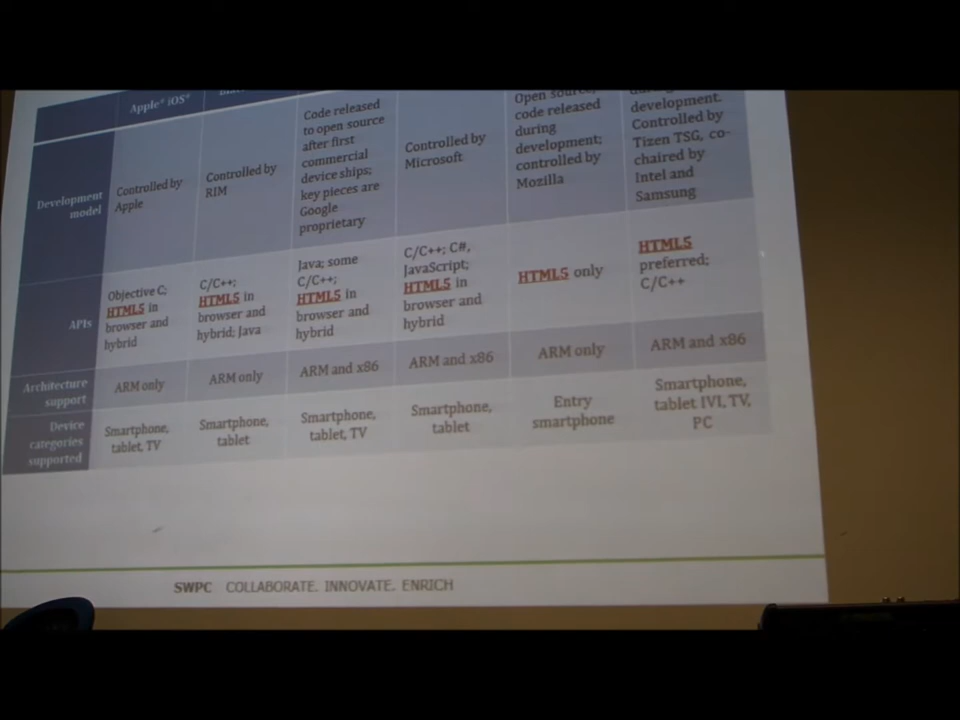 Apple* iOS*
Development
model
Controlled by
Apple
Controlled by
RIM
Code released
to open source
after first
commercial
device ships;
key pieces are
Google
proprietary
Controlled by
Microsoft
Open source,
code released
during
development;
controlled by
Mozilla
development.
Controlled by
Tizen TSG, co-
chaired by
Intel and
Samsung
APIs
Objective C;
HTML5 in
browser and
hybrid
C/C++;
HTML5 in
browser and
hybrid; Java
Java; some
C/C++;
HTML5 in
browser and
hybrid
C/C++; C#,
JavaScript;
HTML5 in
browser and
hybrid
HTML5 only
HTML5
preferred;
C/C++
Architecture
support
ARM only
ARM only
ARM and x86
ARM and x86
ARM only
ARM and x86
Device
categories
supported
Smartphone,
tablet, TV
Smartphone,
tablet
Smartphone,
tablet, TV
Smartphone,
tablet
Entry
smartphone
Smartphone,
tablet IVI, TV,
PC
SWPC COLLABORATE. INNOVATE. ENRICH